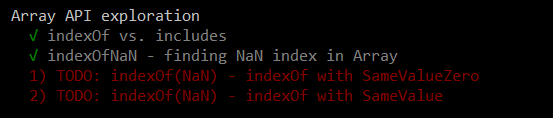 Array API exploration
√ indexOf vs. includes
√ indexOfNaN - finding NaN index in Array
1) TODO: indexOf(NaN) - indexOf with SameValueZero
2) TODO: indexOf(NaN) - indexOf with SameValue